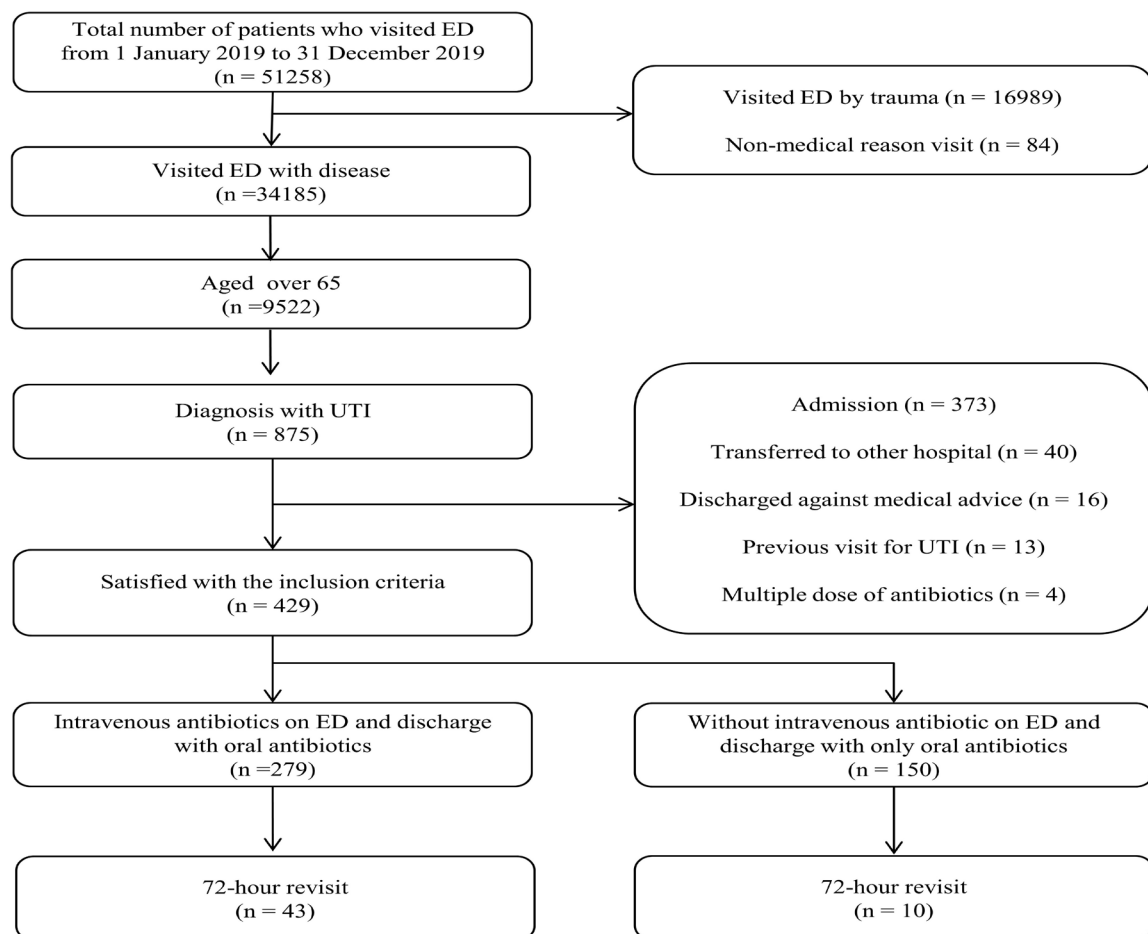 Total number of patients who visited ED
from 1 January 2019 to 31 December 2019
(n = 51258)
Visited ED by trauma (n = 16989)
Non-medical reason visit (n = 84)
Visited ED with disease
(n =34185)
Aged over 65
(n =9522)
Diagnosis with UTI
(n = 875)
Admission (n = 373)
Transferred to other hospital (n = 40)
Discharged against medical advice (n = 16)
Previous visit for UTI (n = 13)
Multiple dose of antibiotics (n = 4)
Satisfied with the inclusion criteria
(n = 429)
Intravenous antibiotics on ED and discharge
with oral antibiotics
(n =279)
Without intravenous antibiotic on ED and
discharge with only oral antibiotics
(n = 150)
72-hour revisit
(n = 43)
72-hour revisit
(n = 10)